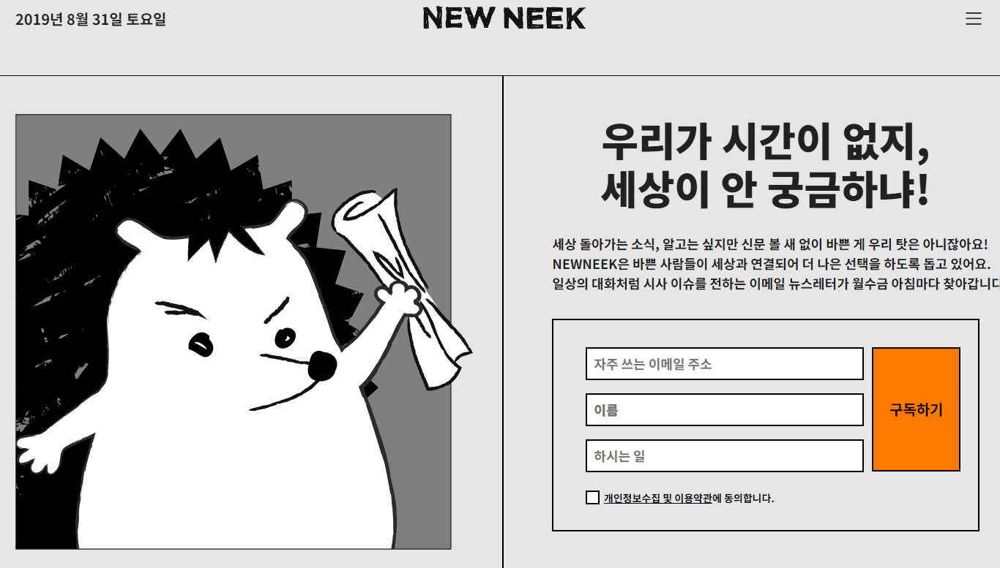 2019년 8월 31일 토요일
NEW NEEK
우리가 시간이 없지,
세상이 안 궁금하냐!
세상 돌아가는 소식, 알고는 싶지만 신문 볼 새 없이 바쁜 게 우리 탓은 아니잖아요!
NEWNEEK은 바쁜 사람들이 세상과 연결되어 더 나은 선택을 하도록 돕고 있어요.
일상의 대화처럼 시사 이슈를 전하는 이메일 뉴스레터가 월수금 아침마다 찾아갑니다
자주 쓰는 이메일 주소
이름
하시는 일
구독하기
개인정보수집 및 이용약관에 동의합니다.